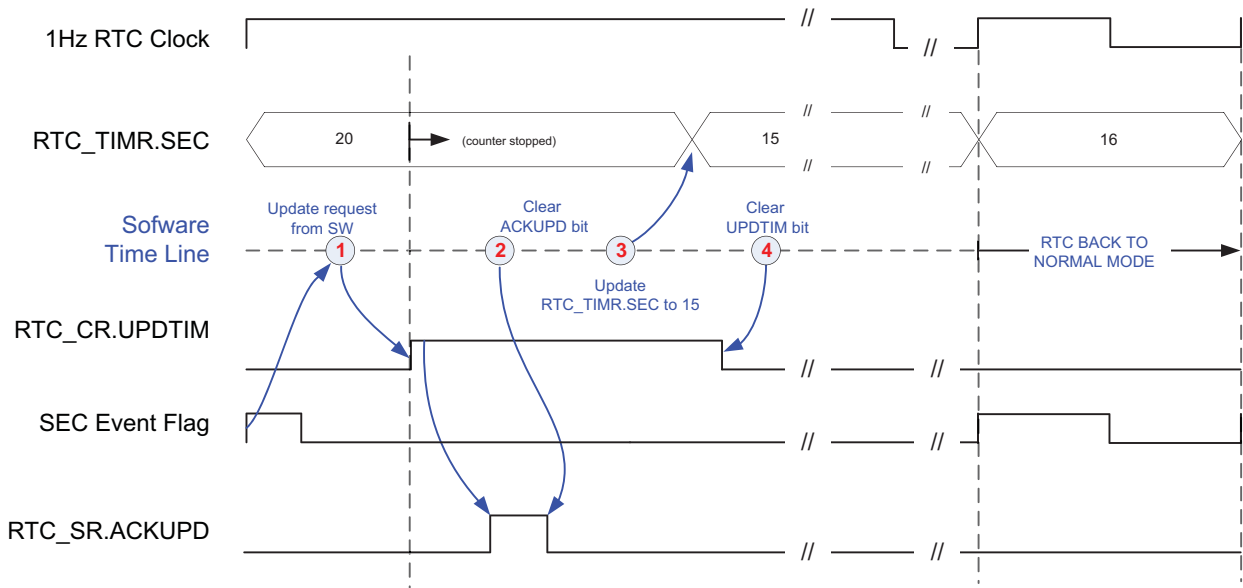 1Hz RTC Clock
//
//
RTC_TIMR.SEC
20
(counter stopped)
15
16
//
//
//
//
Sofware
Time Line
Update request
from SW
1
Clear
ACKUPD bit
2
3
Update
RTC_TIMR.SEC to 15
Clear
UPDTIM bit
4
RTC BACK TO
NORMAL MODE
RTC_CR.UPDTIM
//
//
SEC Event Flag
//
//
RTC_SR.ACKUPD
//
//